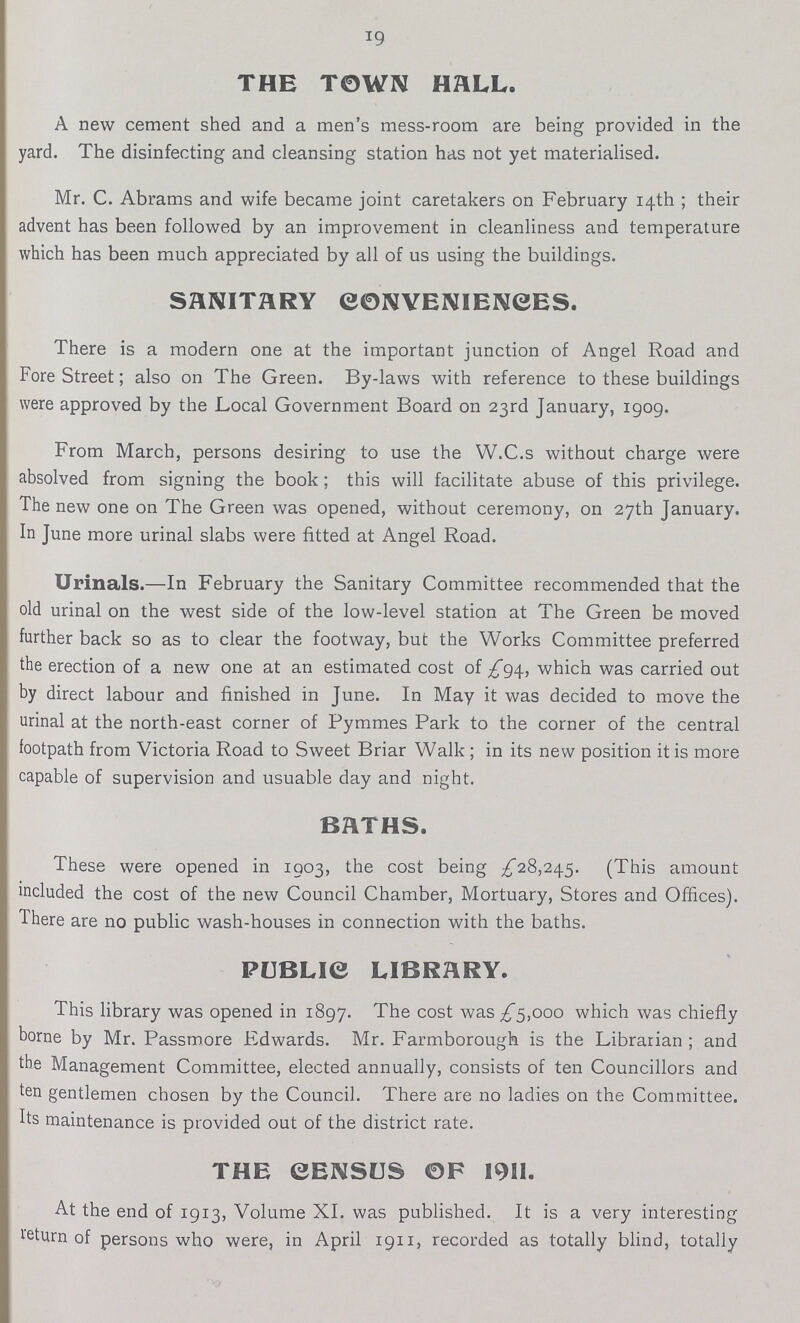 19
THE TOWN HALL.
A new cement shed and a men's mess-room are being provided in the
yard. The disinfecting and cleansing station has not yet materialised.
Mr. C. Abrams and wife became joint caretakers on February 14th ; their
advent has been followed by an improvement in cleanliness and temperature
which has been much appreciated by all of us using the buildings.
SANITARY CONVENIENCES.
There is a modern one at the important junction of Angel Road and
Fore Street; also on The Green. By-laws with reference to these buildings
were approved by the Local Government Board on 23rd January, 1909.
From March, persons desiring to use the W.C.s without charge were
absolved from signing the book; this will facilitate abuse of this privilege.
The new one on The Green was opened, without ceremony, on 27th January.
In June more urinal slabs were fitted at Angel Road.
Urinals.—In February the Sanitary Committee recommended that the
old urinal on the west side of the low-level station at The Green be moved
further back so as to clear the footway, but the Works Committee preferred
the erection of a new one at an estimated cost of £94, which was carried out
by direct labour and finished in June. In May it was decided to move the
urinal at the north-east corner of Pymmes Park to the corner of the central
footpath from Victoria Road to Sweet Briar Walk; in its new position it is more
capable of supervision and usuable day and night.
BATHS.
These were opened in 1903, the cost being £28,245. (This amount
included the cost of the new Council Chamber, Mortuary, Stores and Offices).
There are no public wash-houses in connection with the baths.
PUBLIC LIBRARY.
This library was opened in 1897. The cost was £5,000 which was chiefly
borne by Mr. Passmore Edwards. Mr. Farmborough is the Librarian ; and
the Management Committee, elected annually, consists of ten Councillors and
ten gentlemen chosen by the Council. There are no ladies on the Committee.
Its maintenance is provided out of the district rate.
THE CENSUS OF 1911.
At the end of 1913, Volume XI. was published. It is a very interesting
return of persons who were, in April 1911, recorded as totally blind, totally